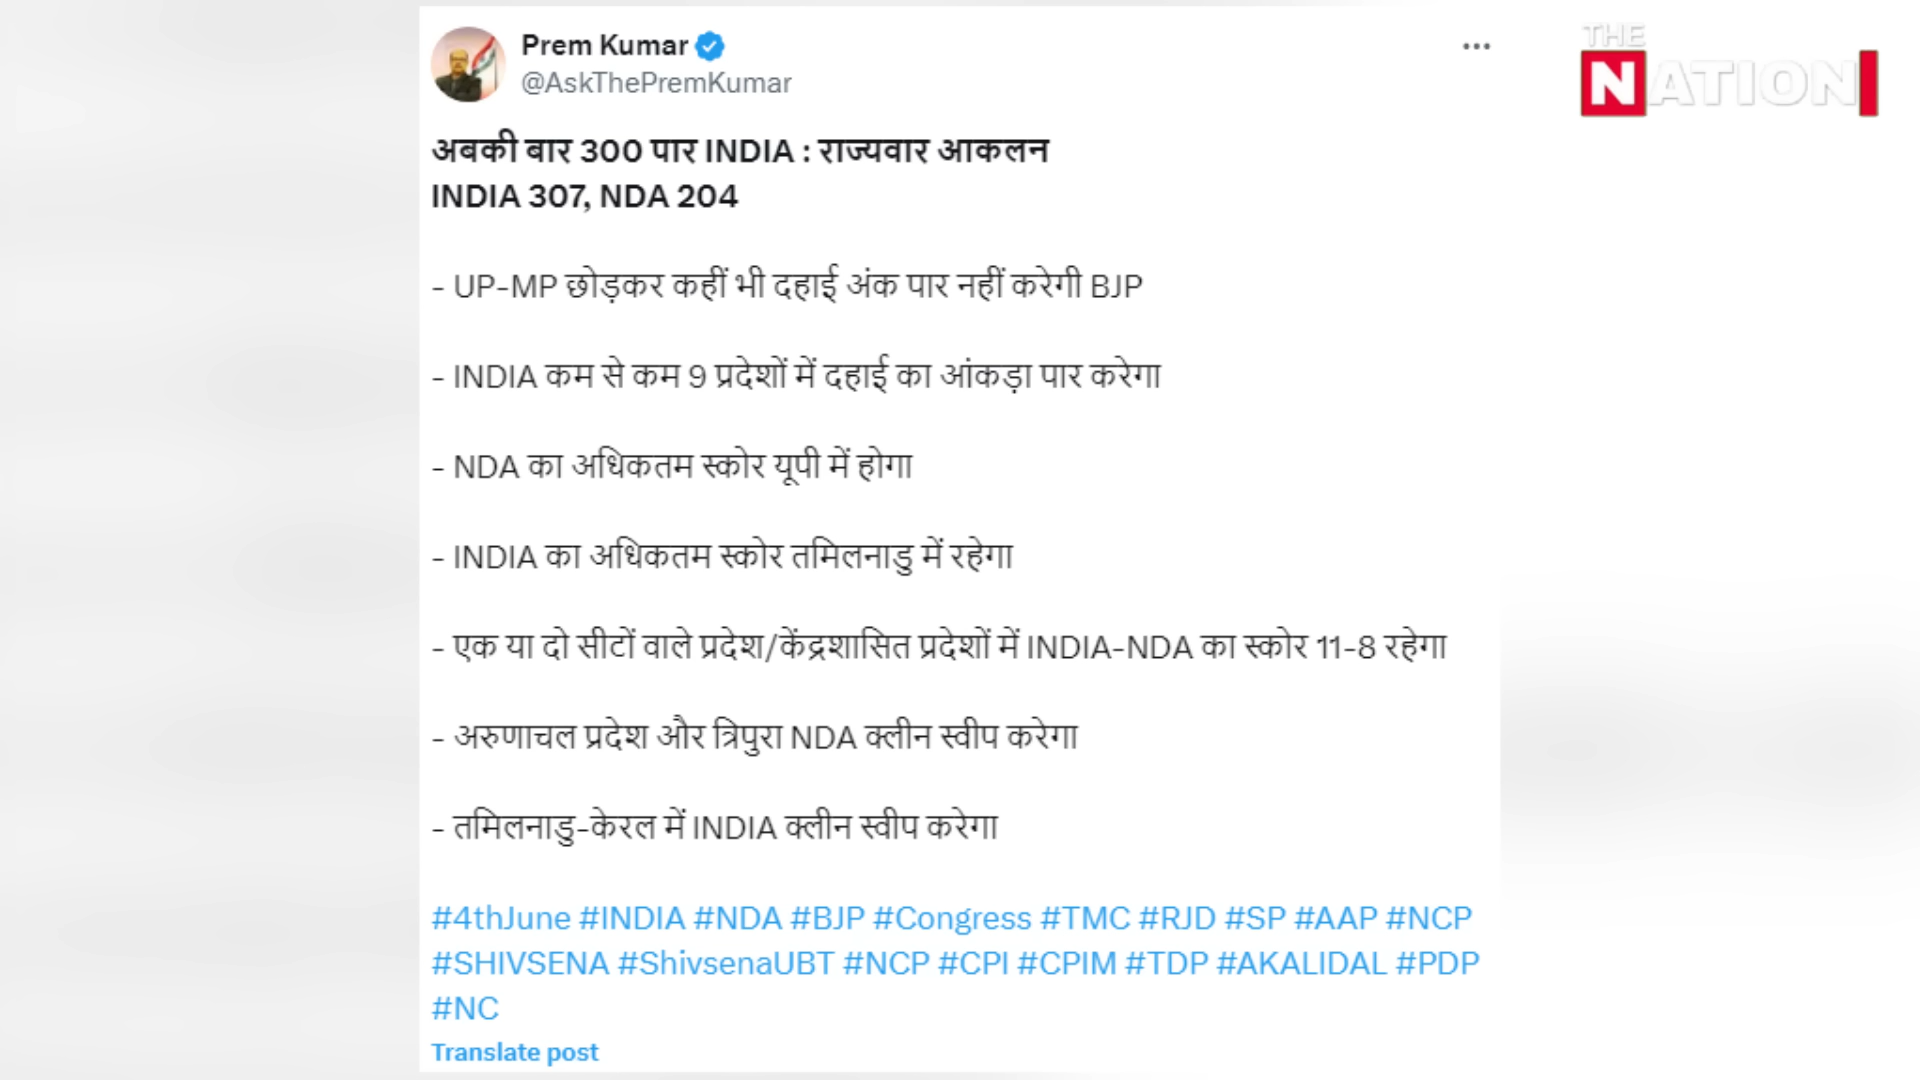 Prem Kumar
@AskThePremKumar
THE
NATION
अबकी बार 300 पार INDIA : राज्यवार आकलन
INDIA 307, NDA 204
- UP-MP छोड़कर कहीं भी दहाई अंक पार नहीं करेगी BJP
- INDIA कम से कम 9 प्रदेशों में दहाई का आंकड़ा पार करेगा
- NDA का अधिकतम स्कोर यूपी में होगा
- INDIA का अधिकतम स्कोर तमिलनाडु में रहेगा
- एक या दो सीटों वाले प्रदेश/केंद्रशासित प्रदेशों में INDIA-NDA का स्कोर 11-8 रहेगा
- अरुणाचल प्रदेश और त्रिपुरा NDA क्लीन स्वीप करेगा
- तमिलनाडु-केरल में INDIA क्लीन स्वीप करेगा
#4thJune #INDIA #NDA #BJP #Congress #TMC #RJD #SP #AAP #NCP
#SHIVSENA #ShivsenaUBT #NCP #CPI #CPIM #TDP #AKALIDAL #PDP
#NC
Translate post